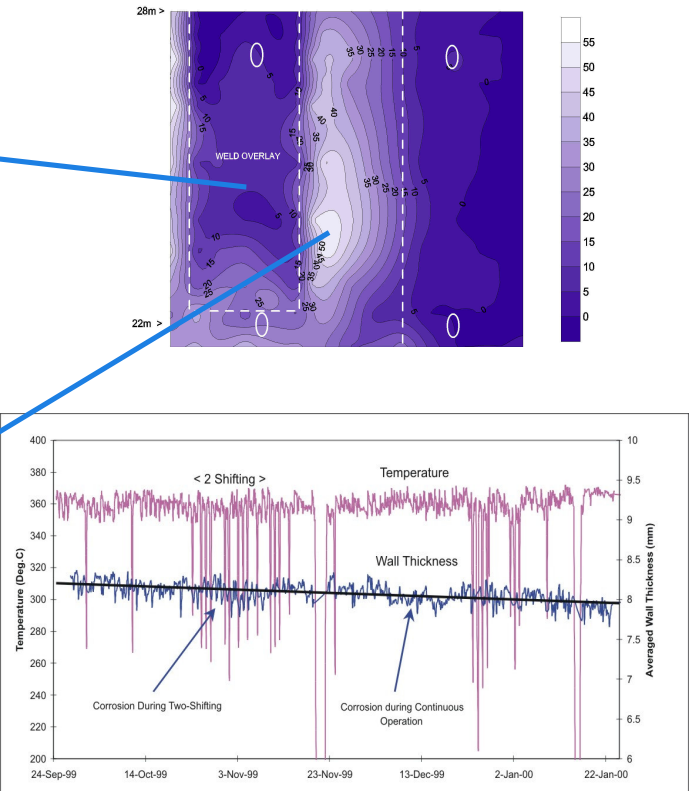 28m >
WELD OVERLAY
22m >
55
50
45
40
35
30
25
20
15
10
5
0
400
380
360
340
320
300
280
260
240
220
200
Temperature (Deg.C)
< 2 Shifting >
Temperature
Wall Thickness
Corrosion During Two-Shifting
Corrosion during Continuous
Operation
10
9.5
9
8.5
8
7.5
7
6.5
6
Averaged Wall Thickness (mm)
24-Sep-99 14-Oct-99 3-Nov-99 23-Nov-99 13-Dec-99 2-Jan-00 22-Jan-00